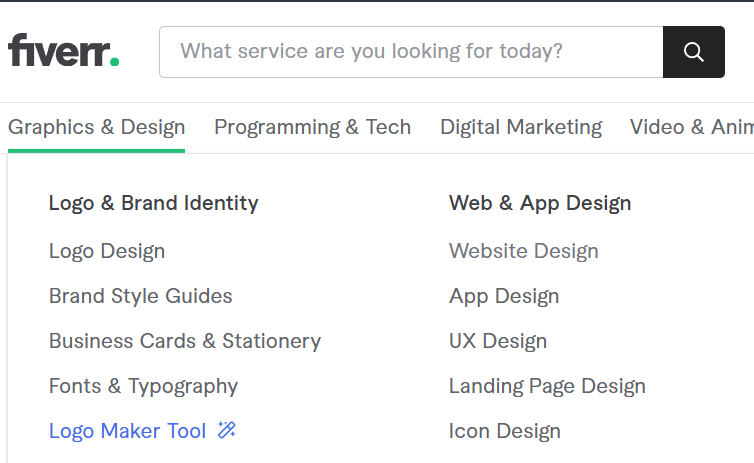 fiverr.
What service are you looking for today?
Graphics & Design
Programming & Tech
Digital Marketing
Video & Anim
Logo & Brand Identity
Logo Design
Brand Style Guides
Business Cards & Stationery
Fonts & Typography
Logo Maker Tool
Web & App Design
Website Design
App Design
UX Design
Landing Page Design
Icon Design